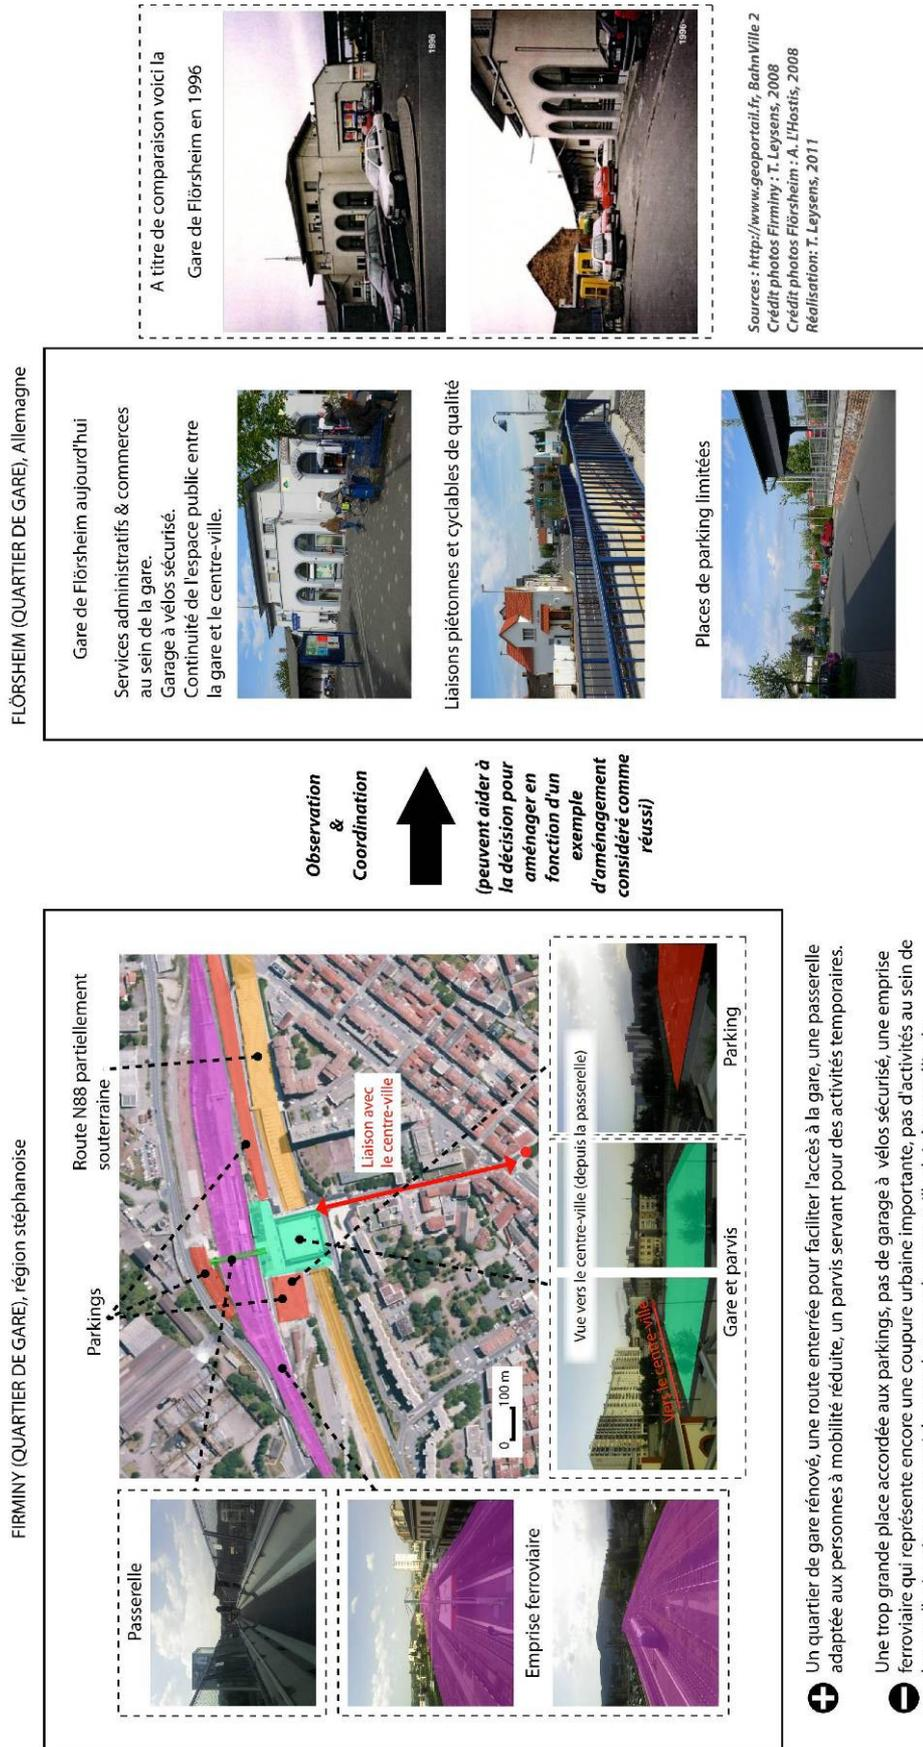 FIRMINY (QUARTIER DE GARE), région stéphanoise
Passerelle
Emprise ferroviaire
Parkings
Route N88 partiellement
souterraine
Liaison avec
le centre-ville
0 100 m
Vue vers le centre-ville (depuis la passerelle)
vers le centre-ville
Gare et parvis
Parking
Un quartier de gare rénové, une route enterrée pour faciliter l'accès à la gare, une passerelle
adaptée aux personnes à mobilité réduite, un parvis servant pour des activités temporaires.
Une trop grande place accordée aux parkings, pas de garage à vélos sécurisé, une emprise
ferroviaire qui représente encore une coupure urbaine importante, pas d'activités au sein de
Observation
&
Coordination
(peuvent aider à
la décision pour
aménager en
fonction d'un
exemple
d'aménagement
considéré comme
réussi)
FLÖRSHEIM (QUARTIER DE GARE), Allemagne
Gare de Flörsheim aujourd'hui
Services administratifs & commerces
au sein de la gare.
Garage à vélos sécurisé.
Continuité de l'espace public entre
la gare et le centre-ville.
Liaisons piétonnes et cyclables de qualité
Places de parking limitées
A titre de comparaison voici la
Gare de Flörsheim en 1996
1996
1996
Sources : http://www.geoportail.fr, BahnVille 2
Crédit photos Firminy : T. Leysens, 2008
Crédit photos Flörsheim : A. L'Hostis, 2008
Réalisation: T. Leysens, 2011